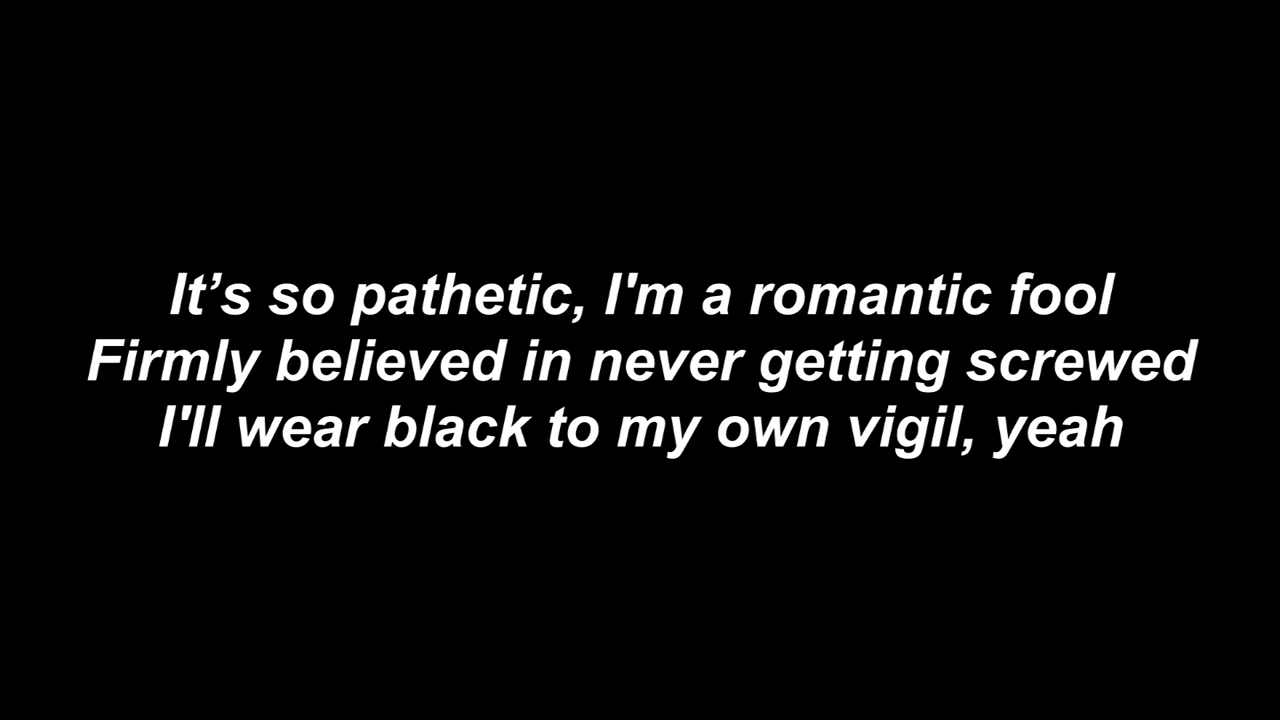 It’s so pathetic, I'm a romantic fool
Firmly believed in never getting screwed
I'll wear black to my own vigil, yeah